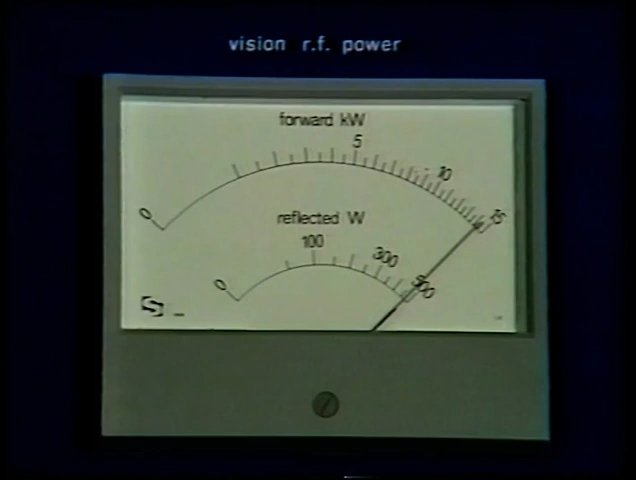 vision r.f. power
forward kW
0 5 10 15
reflected W
0 100 300 500